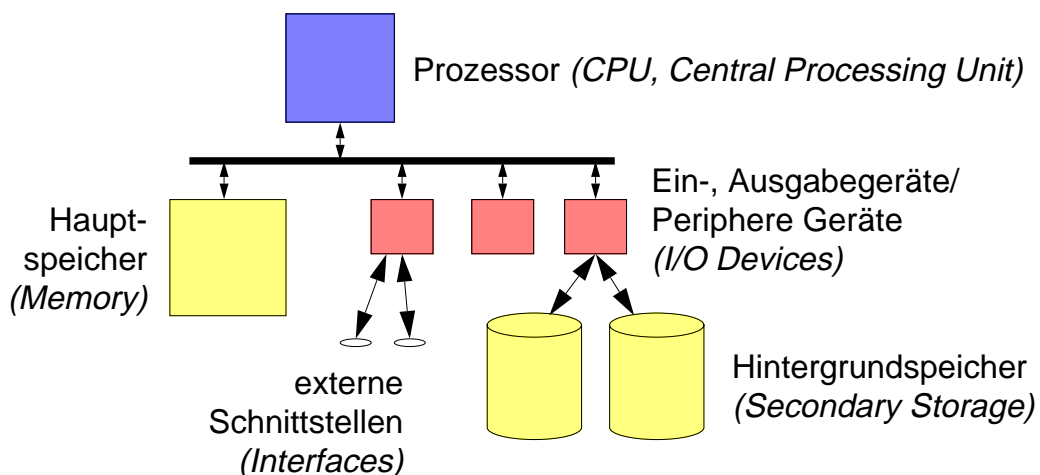 Prozessor (CPU, Central Processing Unit)
Ein-, Ausgabegeräte/
Periphere Geräte
(I/O Devices)
Haupt-
speicher
(Memory)
externe
Schnittstellen
(Interfaces)
Hintergrundspeicher
(Secondary Storage)